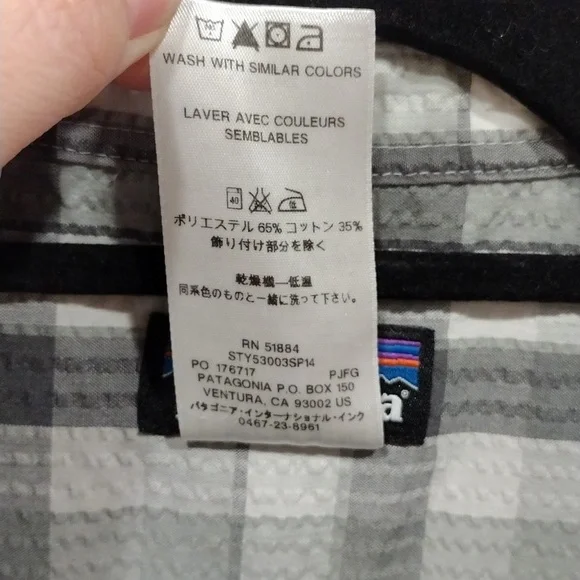 WASH WITH SIMILAR COLORS
LAVER AVEC COULEURS
SEMBLABLES
40 低
ポリエステル 65% コットン 35%
飾り付け部分を除く
乾燥機—低温
同系色のものと一緒に洗って下さい。
RN 51884
STY53003SP14
PO 176717 PJFG
PATAGONIA P.O. BOX 150
VENTURA, CA 93002 US
パタゴニア・インターナショナル・インク
0467-23-8961
a®